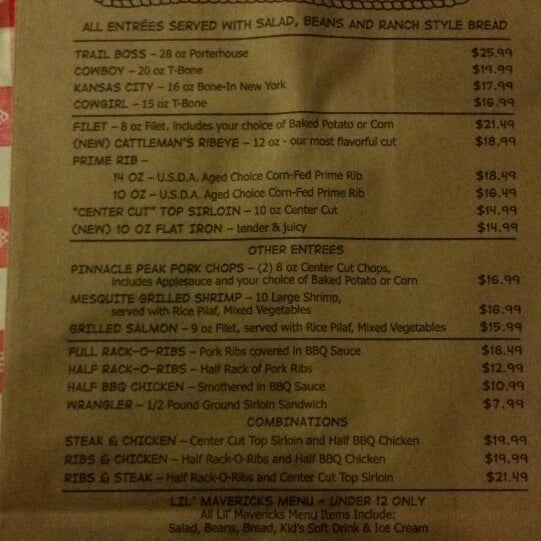 ALL ENTRÉES SERVED WITH SALAD, BEANS AND RANCH STYLE BREAD
TRAIL BOSS – 28 oz Porterhouse $25.99
COWBOY – 20 oz T-Bone $19.99
KANSAS CITY – 16 oz Bone-In New York $17.99
COWGIRL – 15 oz T-Bone $16.99
FILET – 8 oz Filet, includes your choice of Baked Potato or Corn $21.49
(NEW) CATTLEMAN'S RIBEYE – 12 oz - our most flavorful cut $18.99
PRIME RIB –
14 OZ – U.S.D.A. Aged Choice Corn-Fed Prime Rib $18.49
10 OZ – U.S.D.A. Aged Choice Corn-Fed Prime Rib $16.49
"CENTER CUT" TOP SIRLOIN – 10 oz Center Cut $14.99
(NEW) 10 OZ FLAT IRON – tender & juicy $14.99
OTHER ENTREES
PINNACLE PEAK PORK CHOPS – (2) 8 oz Center Cut Chops,
includes Applesauce and your choice of Baked Potato or Corn $16.99
MESQUITE GRILLED SHRIMP – 10 Large Shrimp,
served with Rice Pilaf, Mixed Vegetables $16.99
GRILLED SALMON – 9 oz Filet, served with Rice Pilaf, Mixed Vegetables $15.99
FULL RACK-O-RIBS – Pork Ribs covered in BBQ Sauce $18.49
HALF RACK-O-RIBS – Half Rack of Pork Ribs $12.99
HALF BBQ CHICKEN – Smothered in BBQ Sauce $10.99
WRANGLER – 1/2 Pound Ground Sirloin Sandwich $7.99
COMBINATIONS
STEAK & CHICKEN – Center Cut Top Sirloin and Half BBQ Chicken $19.99
RIBS & CHICKEN – Half Rack-O-Ribs and Half BBQ Chicken $19.99
RIBS & STEAK – Half Rack-O-Ribs and Center Cut Top Sirloin $21.49
LIL' MAVERICKS MENU – UNDER 12 ONLY
All Lil' Mavericks Menu Items Include:
Salad, Beans, Bread, Kid's Soft Drink & Ice Cream